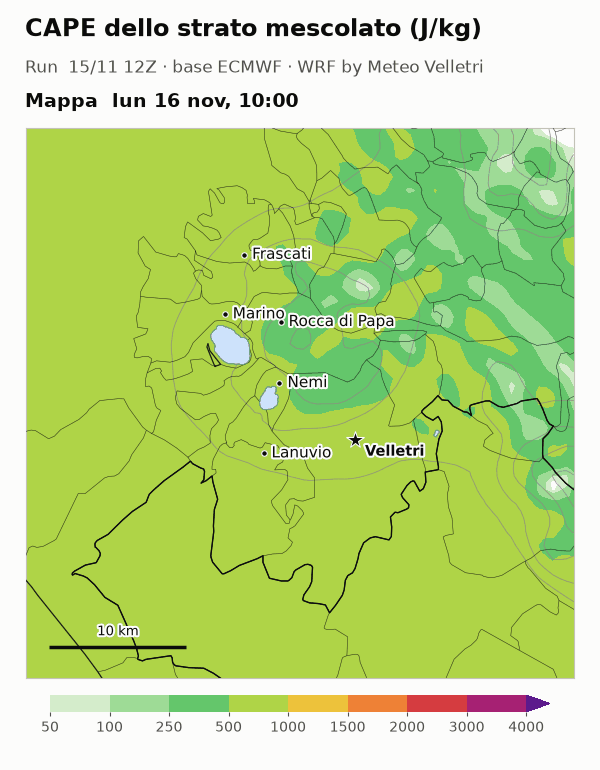 CAPE dello strato mescolato (J/kg)
Run  15/11 12Z · base ECMWF · WRF by Meteo Velletri
Mappa  lun 16 nov, 10:00
Frascati
Marino
Rocca di Papa
Nemi
Velletri
Lanuvio
10 km
50 100 250 500 1000 1500 2000 3000 4000